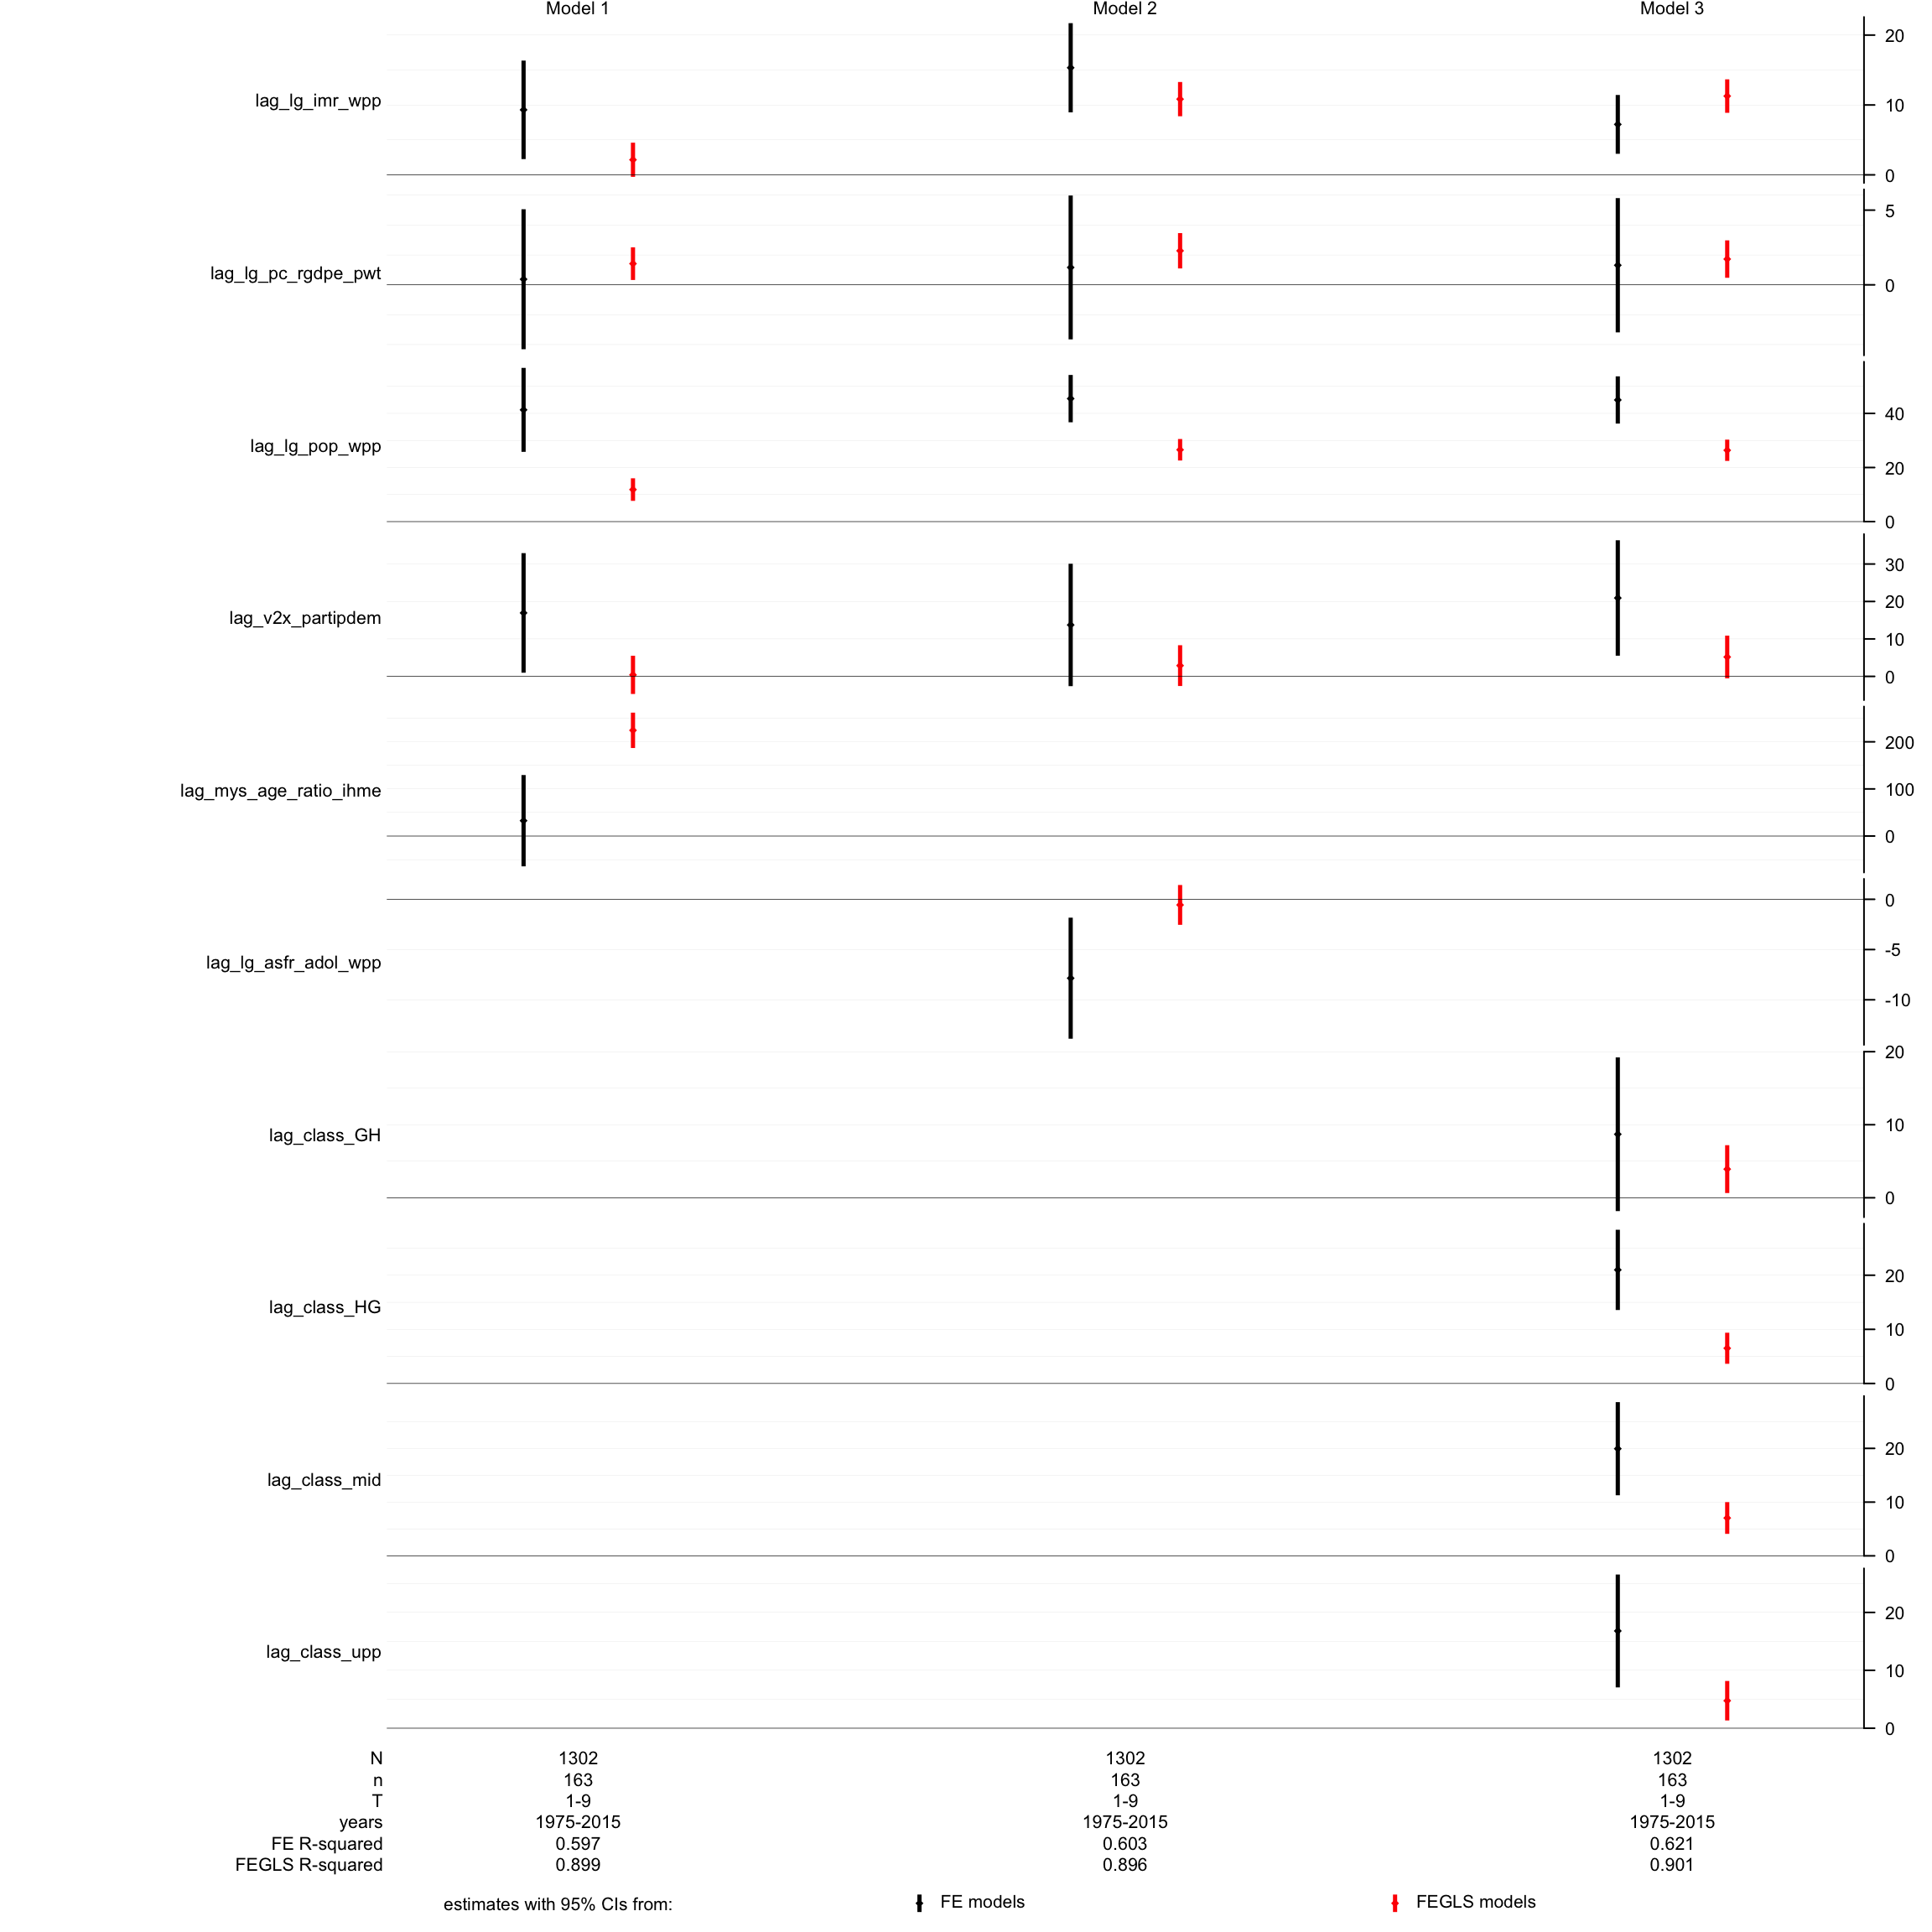 Model 1 Model 2 Model 3
20
lag_lg_imr_wpp 10
0
5
lag_lg_pc_rgdpe_pwt
0
40
lag_lg_pop_wpp
20
0
30
20
lag_v2x_partipdem
10
0
200
lag_mys_age_ratio_ihme 100
0
0
-5
lag_lg_asfr_adol_wpp
-10
20
lag_class_GH 10
0
20
lag_class_HG
10
0
20
lag_class_mid
10
0
20
lag_class_upp
10
0
N 1302 1302 1302
n 163 163 163
T 1-9 1-9 1-9
years 1975-2015 1975-2015 1975-2015
FE R-squared 0.597 0.603 0.621
FEGLS R-squared 0.899 0.896 0.901
estimates with 95% CIs from: FE models FEGLS models